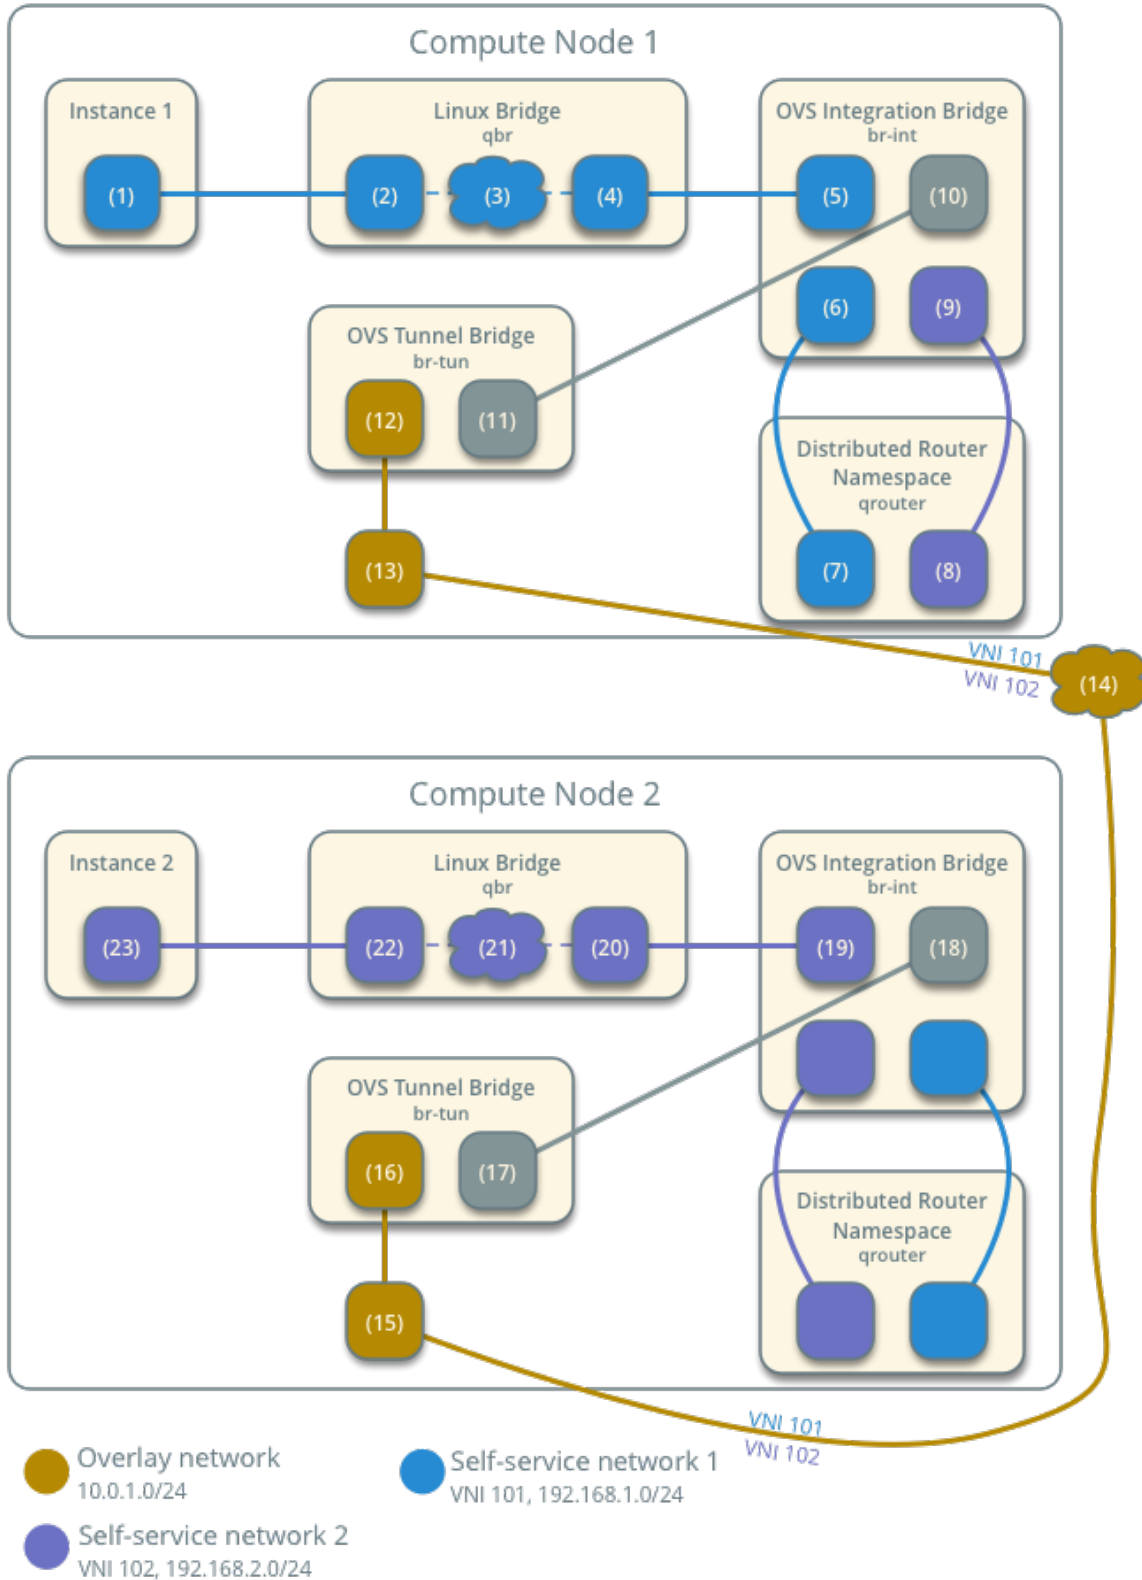 Compute Node 1
Instance 1
Linux Bridge
qbr
OVS Integration Bridge
br-int
(1)
(2)
(3)
(4)
(5)
(10)
(6)
(9)
OVS Tunnel Bridge
br-tun
(12)
(11)
Distributed Router
Namespace
qrouter
(13)
(7)
(8)
VNI 101
VNI 102
(14)
Compute Node 2
Instance 2
Linux Bridge
qbr
OVS Integration Bridge
br-int
(23)
(22)
(21)
(20)
(19)
(18)
OVS Tunnel Bridge
br-tun
(16)
(17)
Distributed Router
Namespace
qrouter
(15)
VNI 101
VNI 102
Overlay network
10.0.1.0/24
Self-service network 1
VNI 101, 192.168.1.0/24
Self-service network 2
VNI 102, 192.168.2.0/24